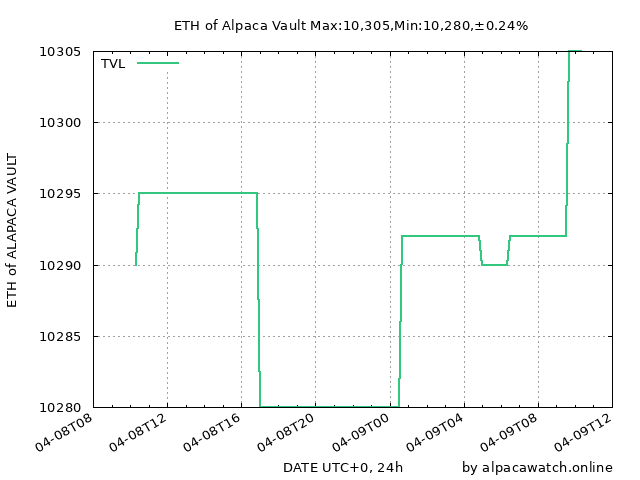 ETH of Alpaca Vault Max:10,305,Min:10,280,±0.24%
TVL
10305
10300
10295
10290
10285
10280
ETH of ALAPACA VAULT
04-08T08
04-08T12
04-08T16
04-08T20
04-09T00
04-09T04
04-09T08
04-09T12
DATE UTC+0, 24h
by alpacawatch.online